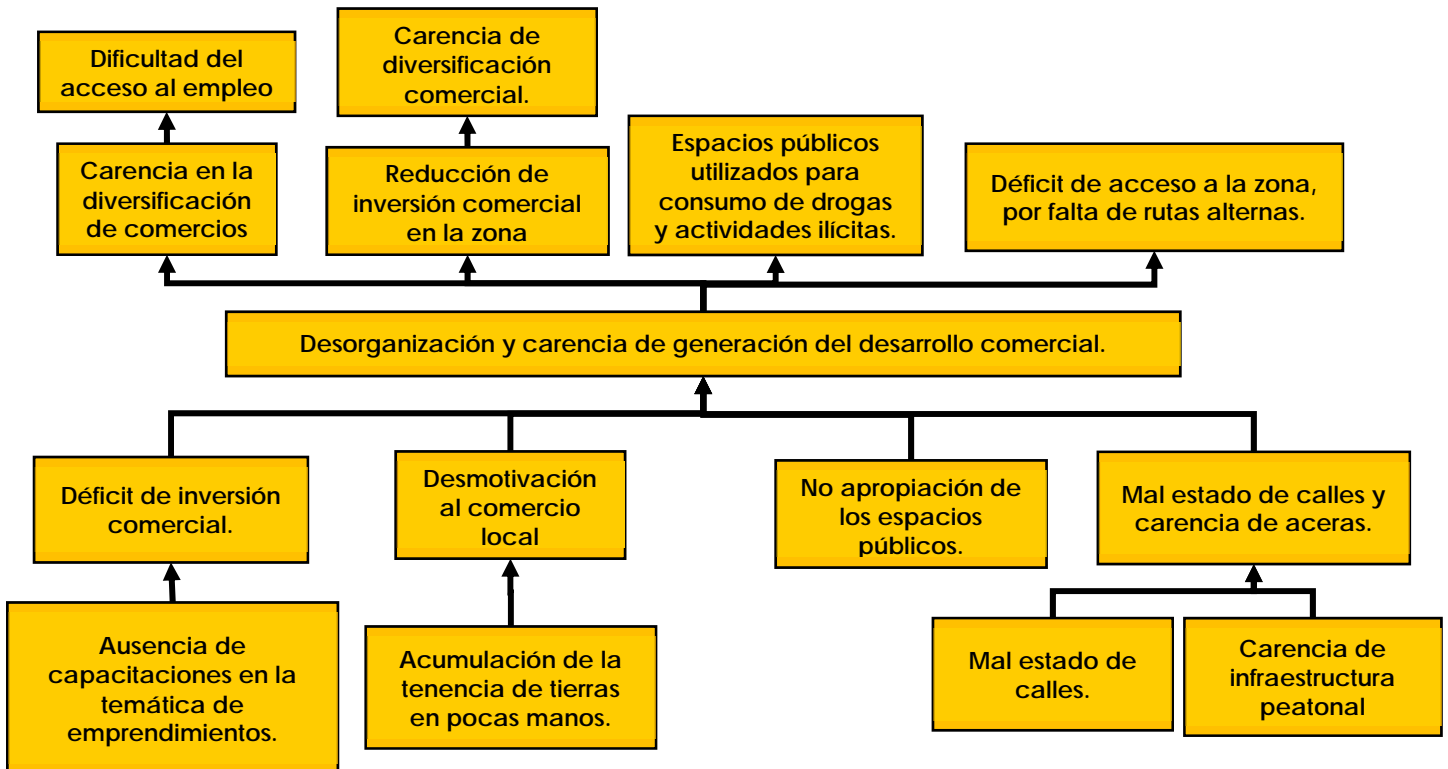 Dificultad del
acceso al empleo
Carencia de
diversificación
comercial.
Carencia en la
diversificación
de comercios
Reducción de
inversión comercial
en la zona
Espacios públicos
utilizados para
consumo de drogas
y actividades ilícitas.
Déficit de acceso a la zona,
por falta de rutas alternas.
Desorganización y carencia de generación del desarrollo comercial.
Déficit de inversión
comercial.
Desmotivación
al comercio
local
No apropiación de
los espacios
públicos.
Mal estado de calles y
carencia de aceras.
Ausencia de
capacitaciones en la
temática de
emprendimientos.
Acumulación de la
tenencia de tierras
en pocas manos.
Mal estado de
calles.
Carencia de
infraestructura
peatonal